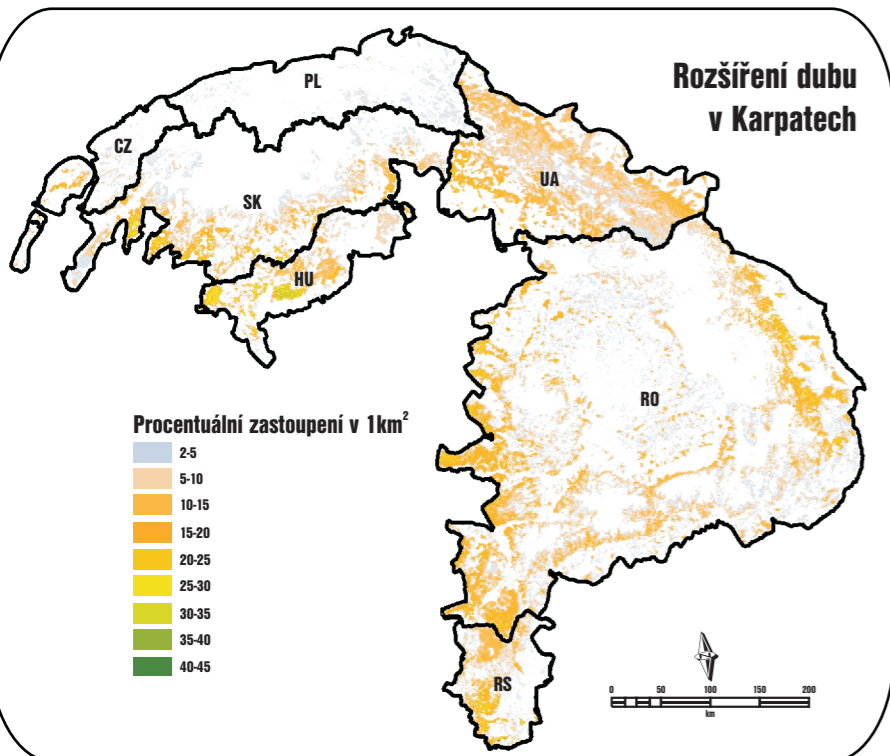 Rozšíření dubu
v Karpatech
PL
CZ
UA
SK
HU
RO
Procentuální zastoupení v 1km²
2-5
5-10
10-15
15-20
20-25
25-30
30-35
35-40
40-45
RS
0 50 100 150 200
km